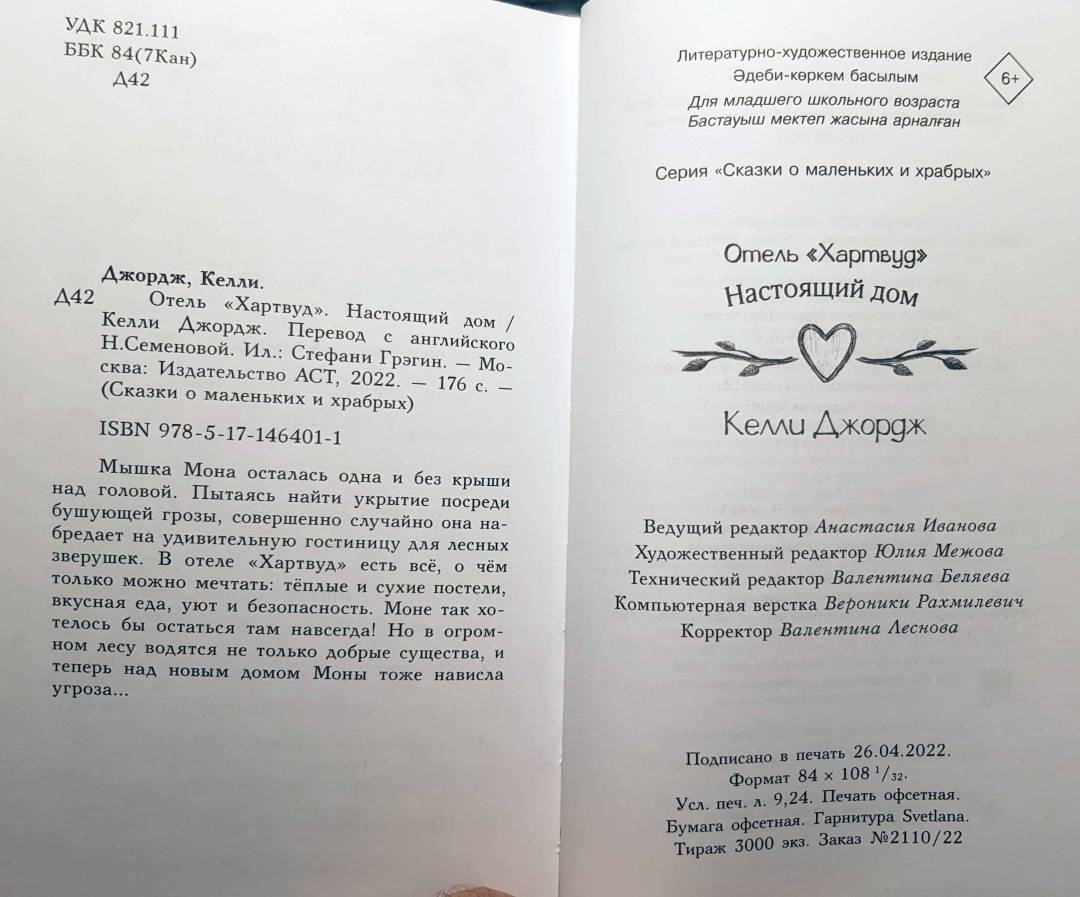 УДК 821.111
ББК 84(7Кан)
Д42
Джордж, Келли.
Д42 Отель «Хартвуд». Настоящий дом /
Келли Джордж. Перевод с английского
Н.Семеновой. Ил.: Стефани Грэгин. — Мо-
сква: Издательство АСТ, 2022. — 176 с. —
(Сказки о маленьких и храбрых)
ISBN 978-5-17-146401-1
Мышка Мона осталась одна и без крыши
над головой. Пытаясь найти укрытие посреди
бушующей грозы, совершенно случайно она на-
бредает на удивительную гостиницу для лесных
зверушек. В отеле «Хартвуд» есть всё, о чём
только можно мечтать: тёплые и сухие постели,
вкусная еда, уют и безопасность. Моне так хо-
телось бы остаться там навсегда! Но в огром-
ном лесу водятся не только добрые существа, и
теперь над новым домом Моны тоже нависла
угроза...
Литературно-художественное издание
Әдеби-көркем басылым
6+
Для младшего школьного возраста
Бастауыш мектеп жасына арналған
Серия «Сказки о маленьких и храбрых»
Отель «Хартвуд»
Настоящий дом
Келли Джордж
Ведущий редактор Анастасия Иванова
Художественный редактор Юлия Межова
Технический редактор Валентина Беляева
Компьютерная верстка Вероники Рахмилевич
Корректор Валентина Леснова
Подписано в печать 26.04.2022.
Формат 84 × 108 1/32.
Усл. печ. л. 9,24. Печать офсетная.
Бумага офсетная. Гарнитура Svetlana.
Тираж 3000 экз. Заказ №2110/22